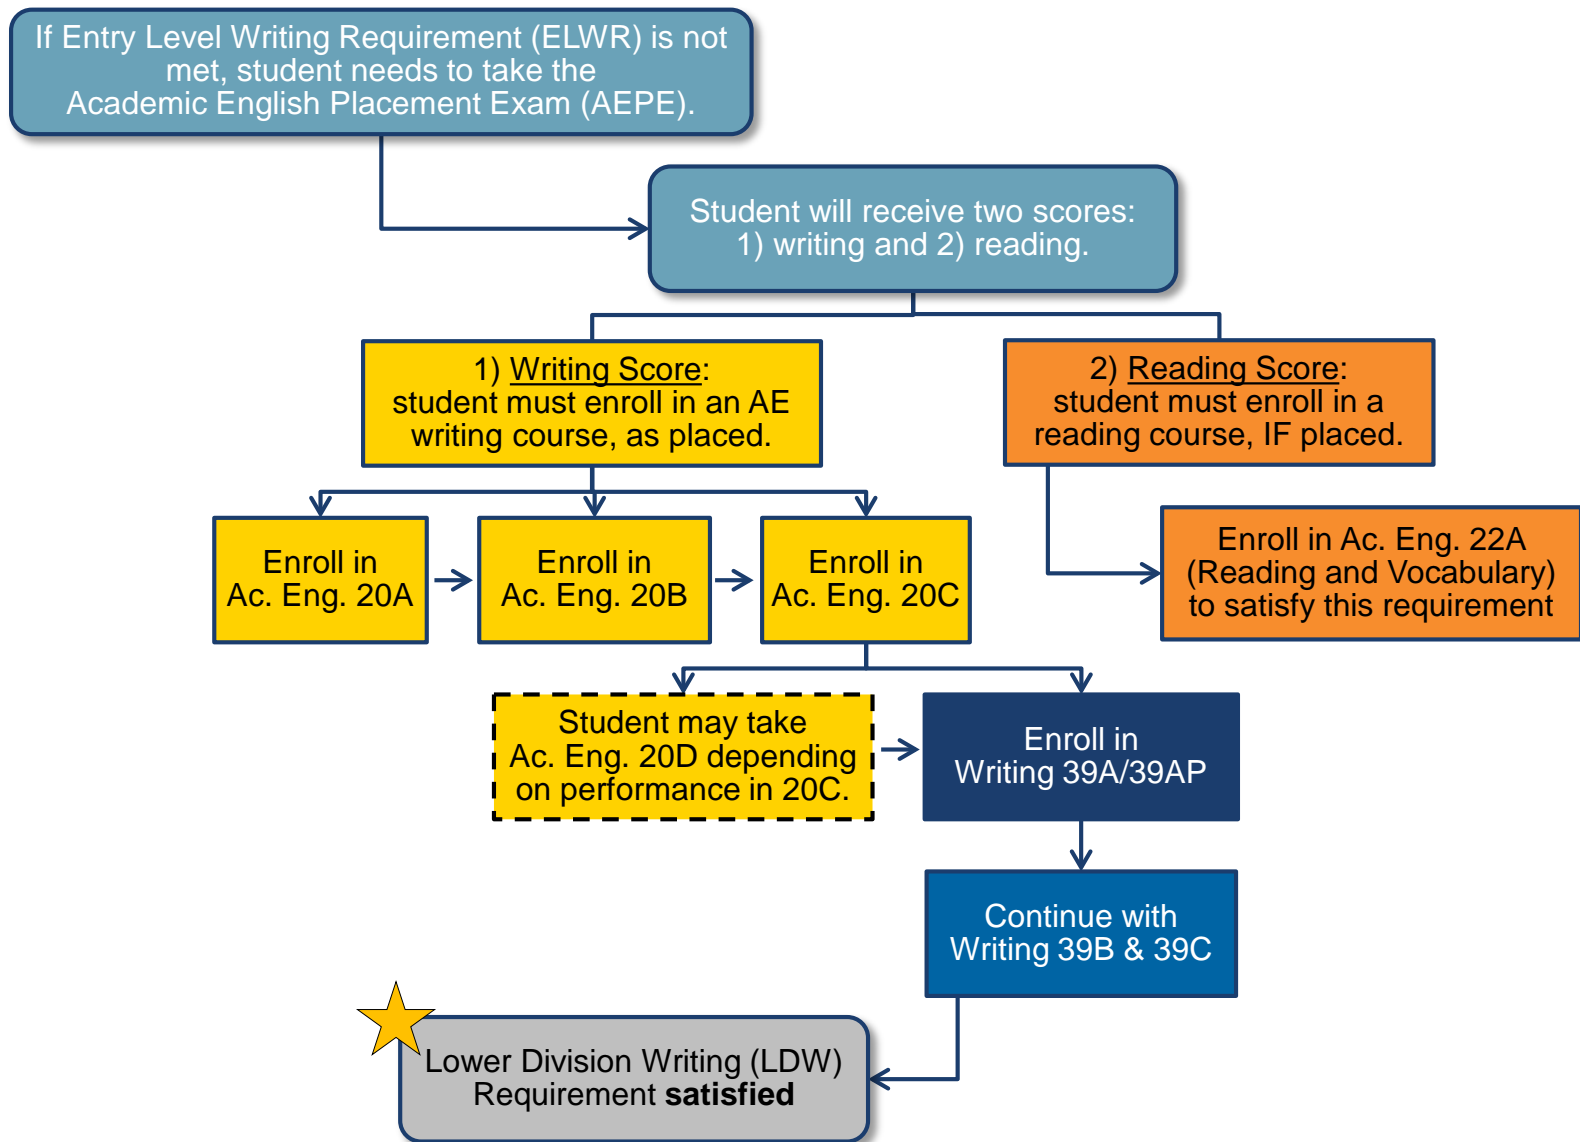 If Entry Level Writing Requirement (ELWR) is not
met, student needs to take the
Academic English Placement Exam (AEPE).
Student will receive two scores:
1) writing and 2) reading.
1) Writing Score:
student must enroll in an AE
writing course, as placed.
2) Reading Score:
student must enroll in a
reading course, IF placed.
Enroll in
Ac. Eng. 20A
Enroll in
Ac. Eng. 20B
Enroll in
Ac. Eng. 20C
Enroll in Ac. Eng. 22A
(Reading and Vocabulary)
to satisfy this requirement
Student may take
Ac. Eng. 20D depending
on performance in 20C.
Enroll in
Writing 39A/39AP
Continue with
Writing 39B & 39C
Lower Division Writing (LDW)
Requirement satisfied